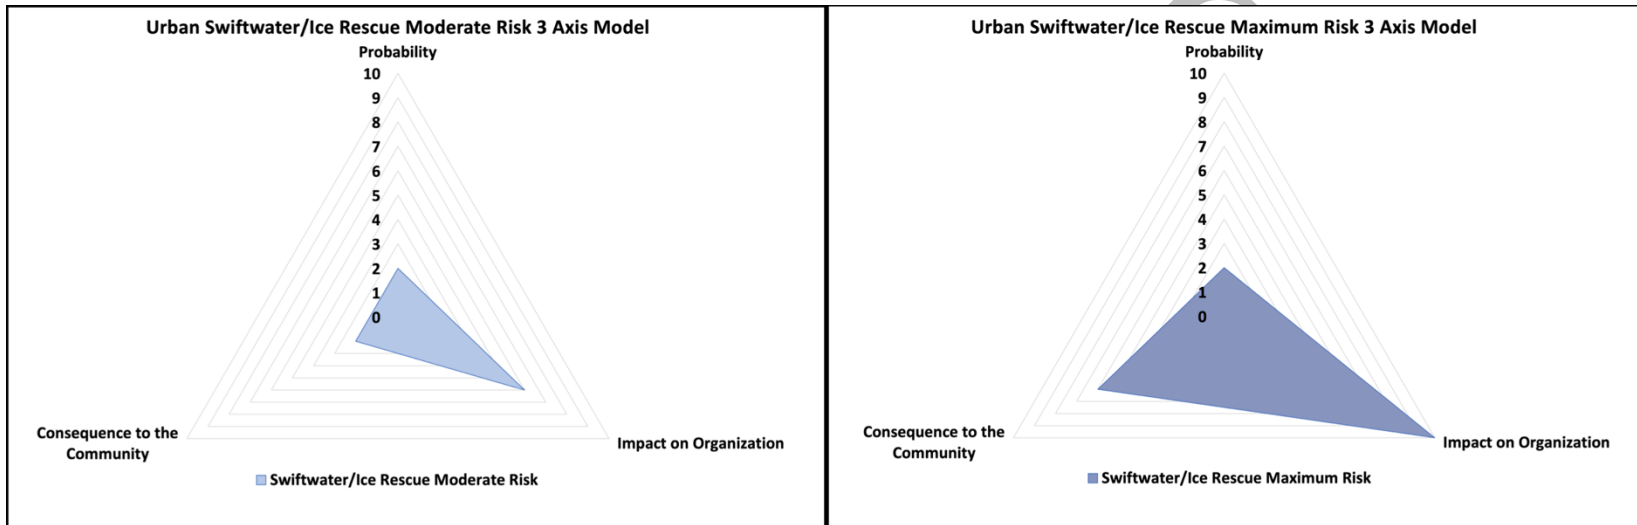 Urban Swiftwater/Ice Rescue Moderate Risk 3 Axis Model
Probability
10
9
8
7
6
5
4
3
2
1
0
Consequence to the
Community
Impact on Organization
Swiftwater/Ice Rescue Moderate Risk
Urban Swiftwater/Ice Rescue Maximum Risk 3 Axis Model
Probability
10
9
8
7
6
5
4
3
2
1
0
Consequence to the
Community
Impact on Organization
Swiftwater/Ice Rescue Maximum Risk